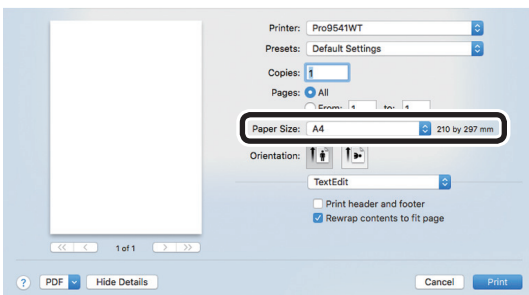 Printer: Pro9541WT
Presets: Default Settings
Copies: 1
Pages: All
From: 1 to: 1
Paper Size: A4 210 by 297 mm
Orientation:
TextEdit
Print header and footer
Rewrap contents to fit page
<< < 1 of 1 > >>
? PDF Hide Details Cancel Print